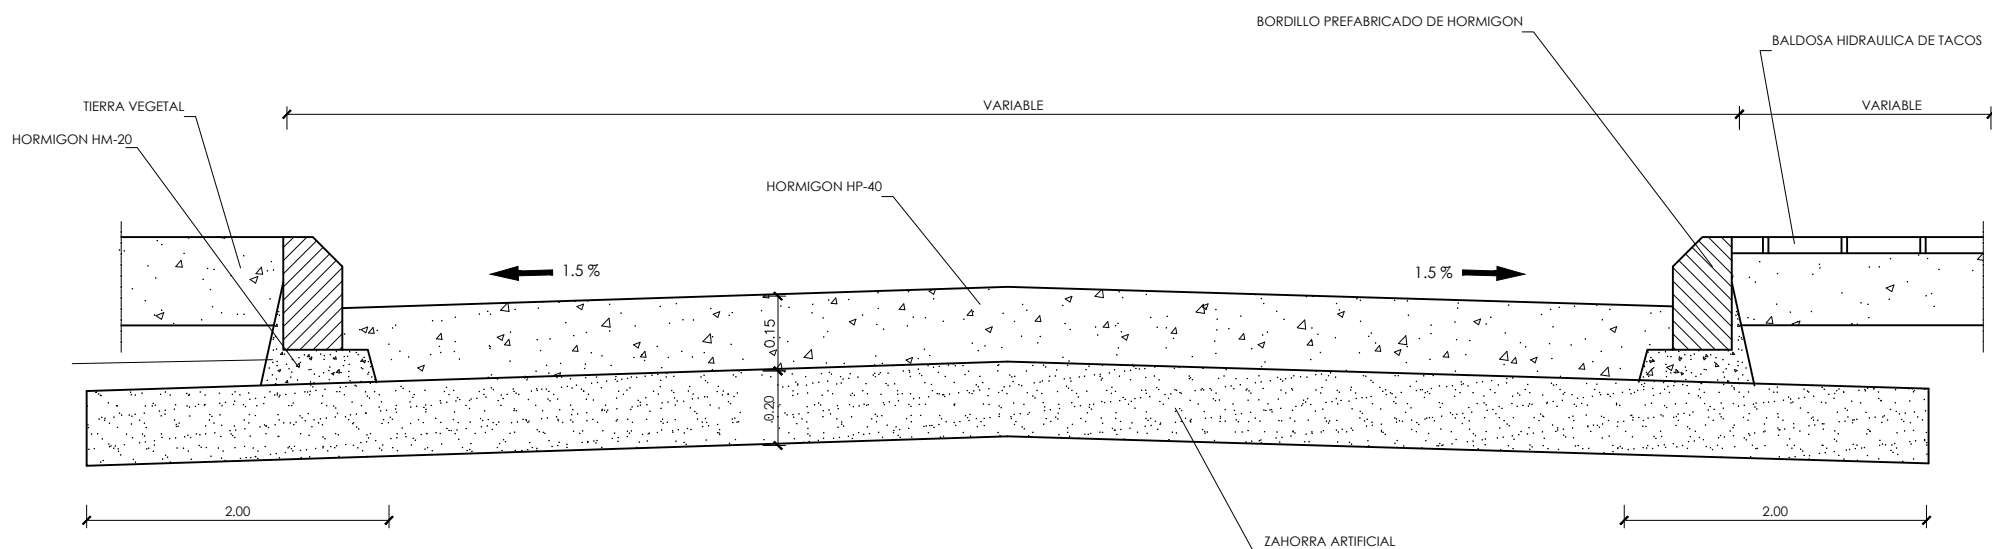 BORDILLO PREFABRICADO DE HORMIGON
BALDOSA HIDRAULICA DE TACOS
TIERRA VEGETAL
VARIABLE
VARIABLE
HORMIGON HM-20
HORMIGON HP-40
1.5 %
1.5 %
0.15
0.20
2.00
2.00
ZAHORRA ARTIFICIAL